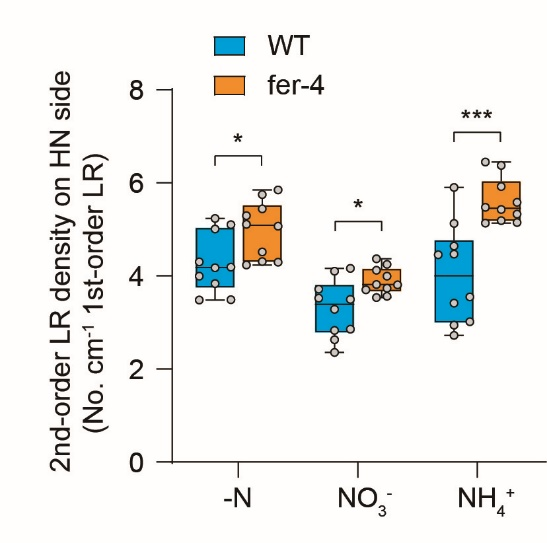 WT
fer-4
2nd-order LR density on HN side
(No. cm⁻¹ 1st-order LR)
8
6
4
2
0
*
*
***
-N
NO₃⁻
NH₄⁺